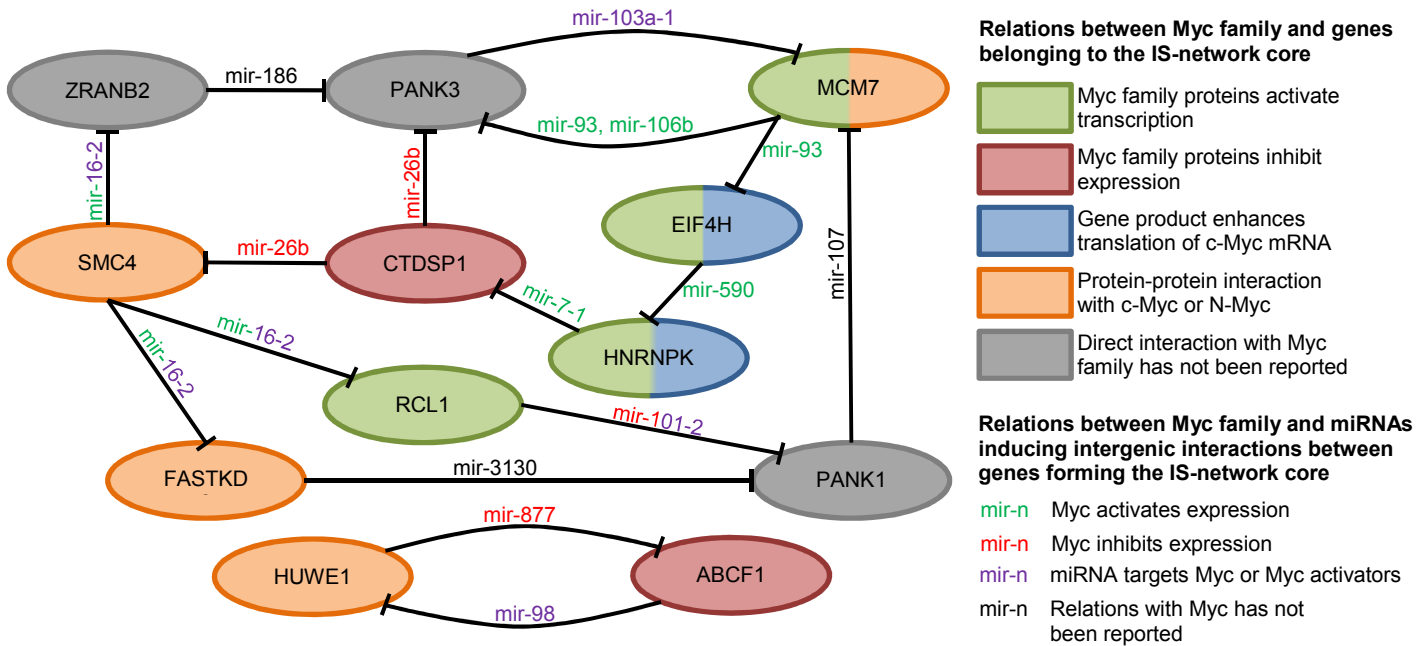 mir-103a-1
ZRANB2
mir-186
PANK3
MCM7
mir-93, mir-106b
mir-93
mir-16-2
mir-26b
EIF4H
mir-107
SMC4
mir-26b
CTDSP1
mir-590
mir-7-1
HNRNPK
mir-16-2
mir-16-2
RCL1
mir-101-2
FASTKD
mir-3130
PANK1
mir-877
HUWE1
ABCF1
mir-98
Relations between Myc family and genes
belonging to the IS-network core
Myc family proteins activate
transcription
Myc family proteins inhibit
expression
Gene product enhances
translation of c-Myc mRNA
Protein-protein interaction
with c-Myc or N-Myc
Direct interaction with Myc
family has not been reported
Relations between Myc family and miRNAs
inducing intergenic interactions between
genes forming the IS-network core
mir-n Myc activates expression
mir-n Myc inhibits expression
mir-n miRNA targets Myc or Myc activators
mir-n Relations with Myc has not
been reported